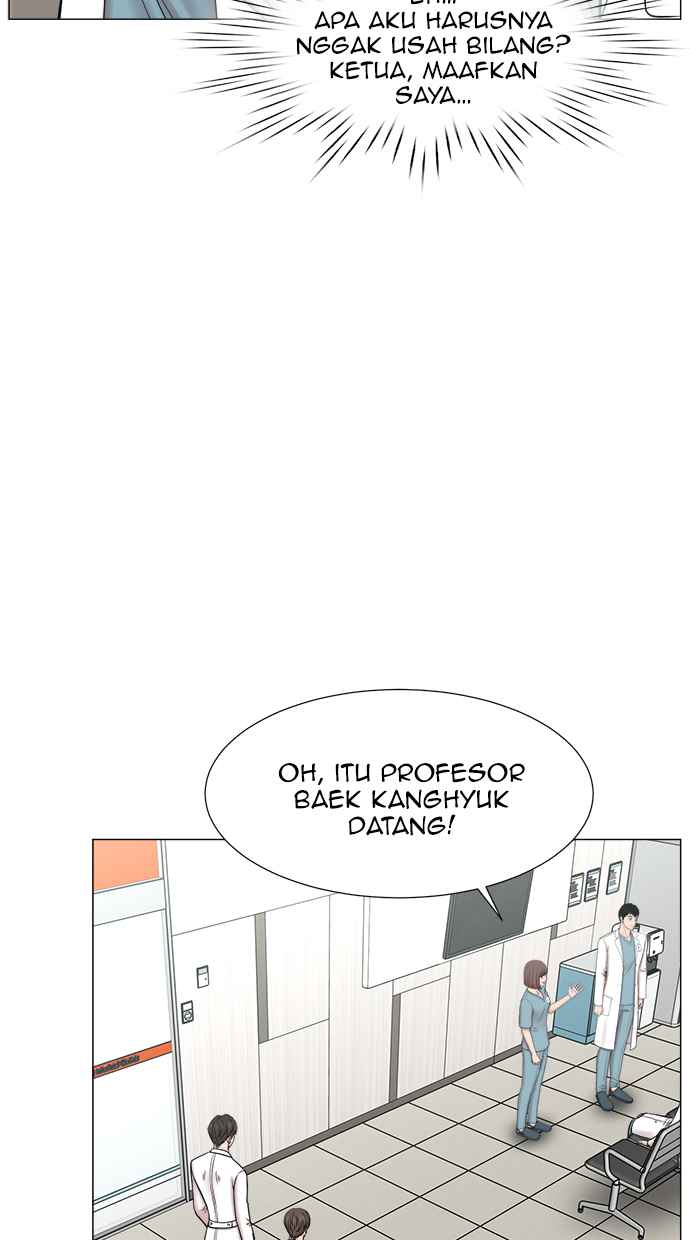 APA AKU HARUSNYA
NGGAK USAH BILANG?
KETUA, MAAFKAN
SAYA...
OH, ITU PROFESOR
BAEK KANGHYUK
DATANG!